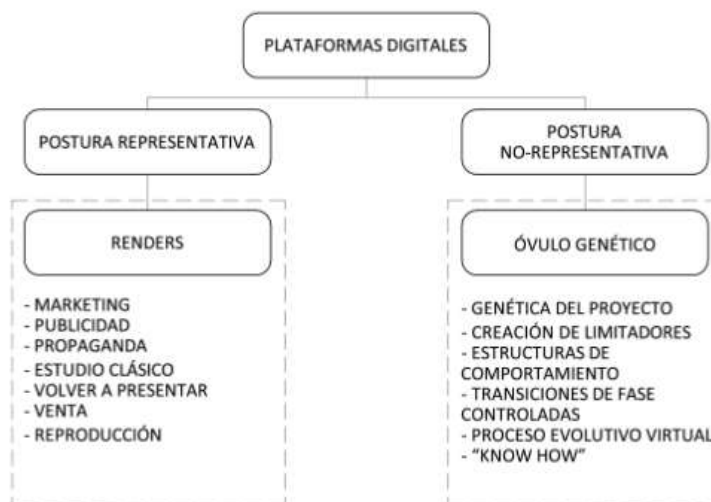 PLATAFORMAS DIGITALES
POSTURA REPRESENTATIVA
POSTURA
NO-REPRESENTATIVA
RENDERS
- MARKETING
- PUBLICIDAD
- PROPAGANDA
- ESTUDIO CLÁSICO
- VOLVER A PRESENTAR
- VENTA
- REPRODUCCIÓN
ÓVULO GENÉTICO
- GENÉTICA DEL PROYECTO
- CREACIÓN DE LIMITADORES
- ESTRUCTURAS DE
COMPORTAMIENTO
- TRANSICIONES DE FASE
CONTROLADAS
- PROCESO EVOLUTIVO VIRTUAL
- “KNOW HOW”